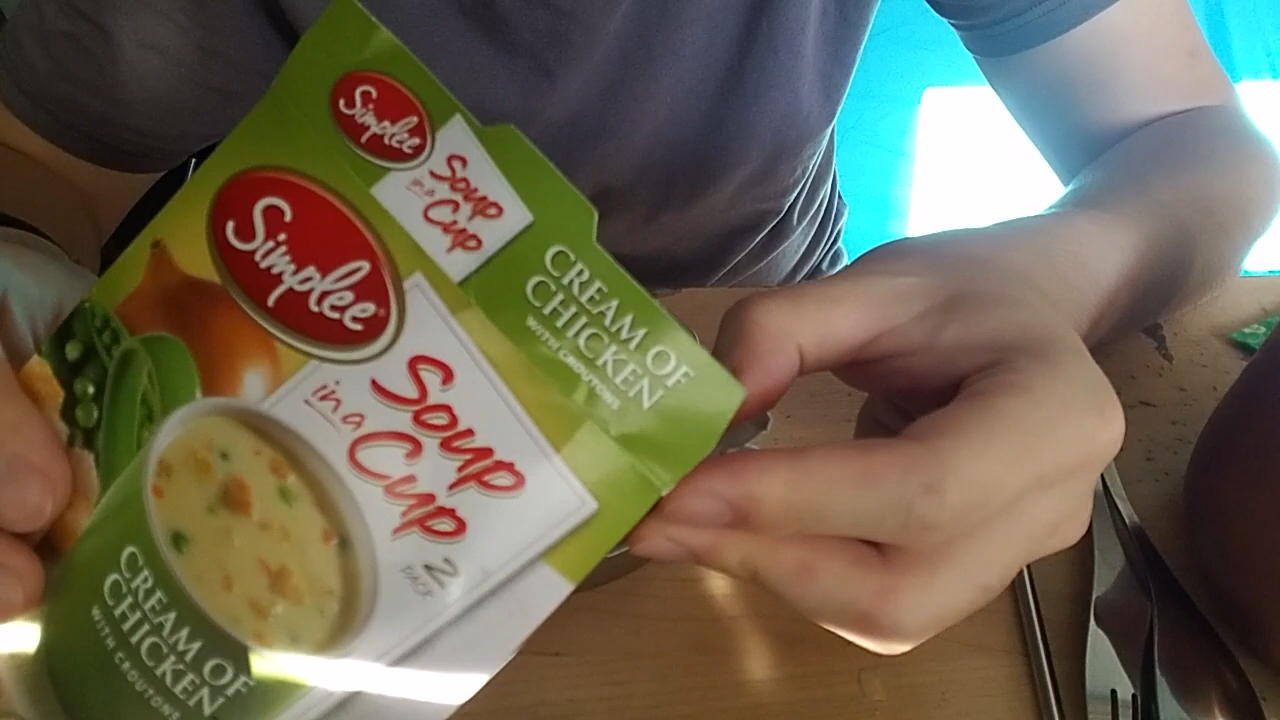 Simplee
Soup
in a
Cup
CREAM OF
CHICKEN
WITH CROUTONS
Simplee
Soup
in a
Cup
2
PACK
CREAM OF
CHICKEN
WITH CROUTONS